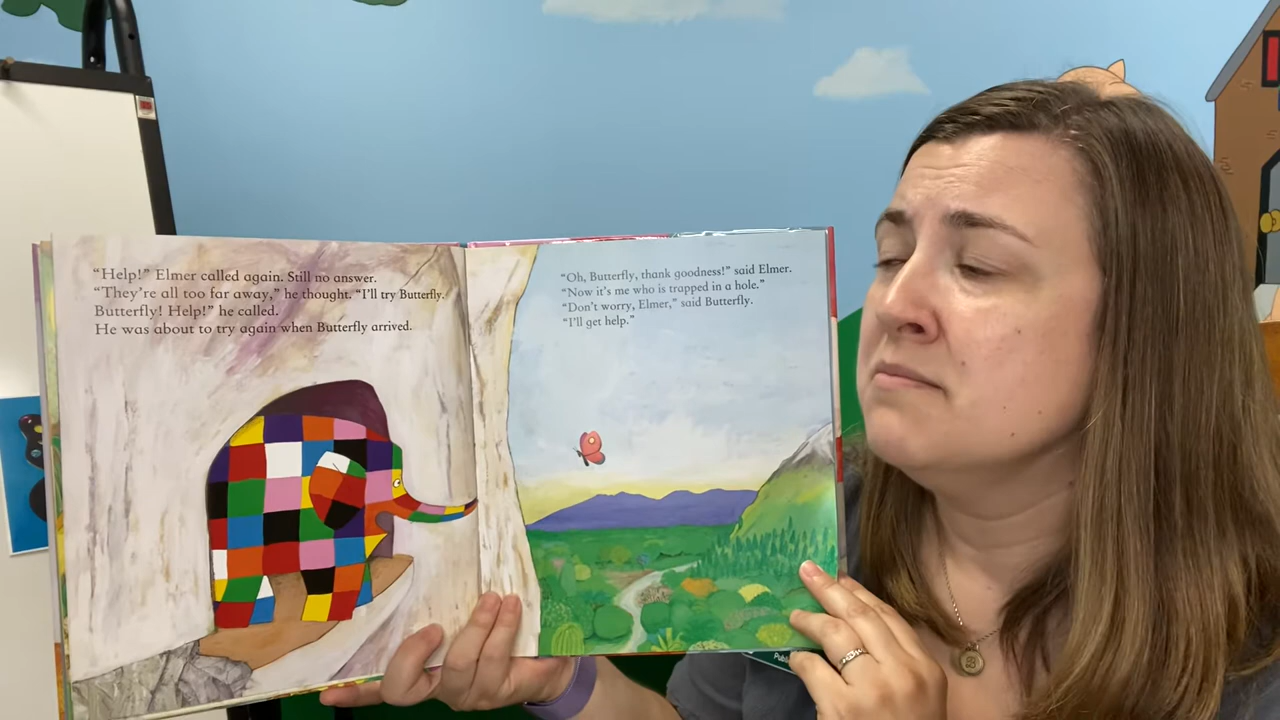 “Help!” Elmer called again. Still no answer.
“They’re all too far away,” he thought. “I’ll try Butterfly.
Butterfly! Help!” he called.
He was about to try again when Butterfly arrived.
“Oh, Butterfly, thank goodness!” said Elmer.
“Now it’s me who is trapped in a hole.”
“Don’t worry, Elmer,” said Butterfly.
“I’ll get help.”